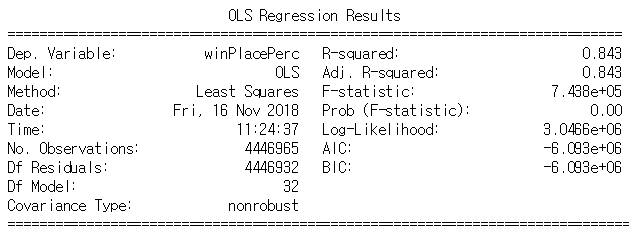 OLS Regression Results
==============================================================================
Dep. Variable: winPlacePerc R-squared: 0.843
Model: OLS Adj. R-squared: 0.843
Method: Least Squares F-statistic: 7.438e+05
Date: Fri, 16 Nov 2018 Prob (F-statistic): 0.00
Time: 11:24:37 Log-Likelihood: 3.0466e+06
No. Observations: 4446965 AIC: -6.093e+06
Df Residuals: 4446932 BIC: -6.093e+06
Df Model: 32
Covariance Type: nonrobust
==============================================================================